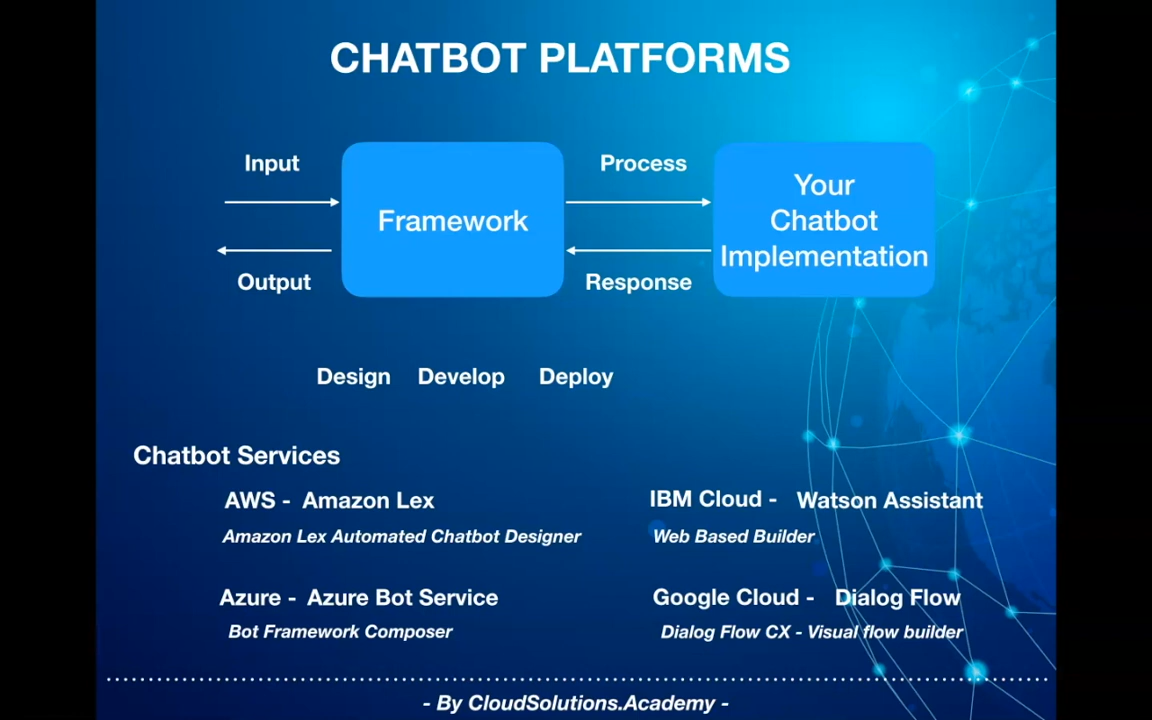 CHATBOT PLATFORMS
Input
Process
Framework
Your
Chatbot
Implementation
Output
Response
Design Develop Deploy
Chatbot Services
AWS - Amazon Lex
Amazon Lex Automated Chatbot Designer
IBM Cloud - Watson Assistant
Web Based Builder
Azure - Azure Bot Service
Bot Framework Composer
Google Cloud - Dialog Flow
Dialog Flow CX - Visual flow builder
- By CloudSolutions.Academy -